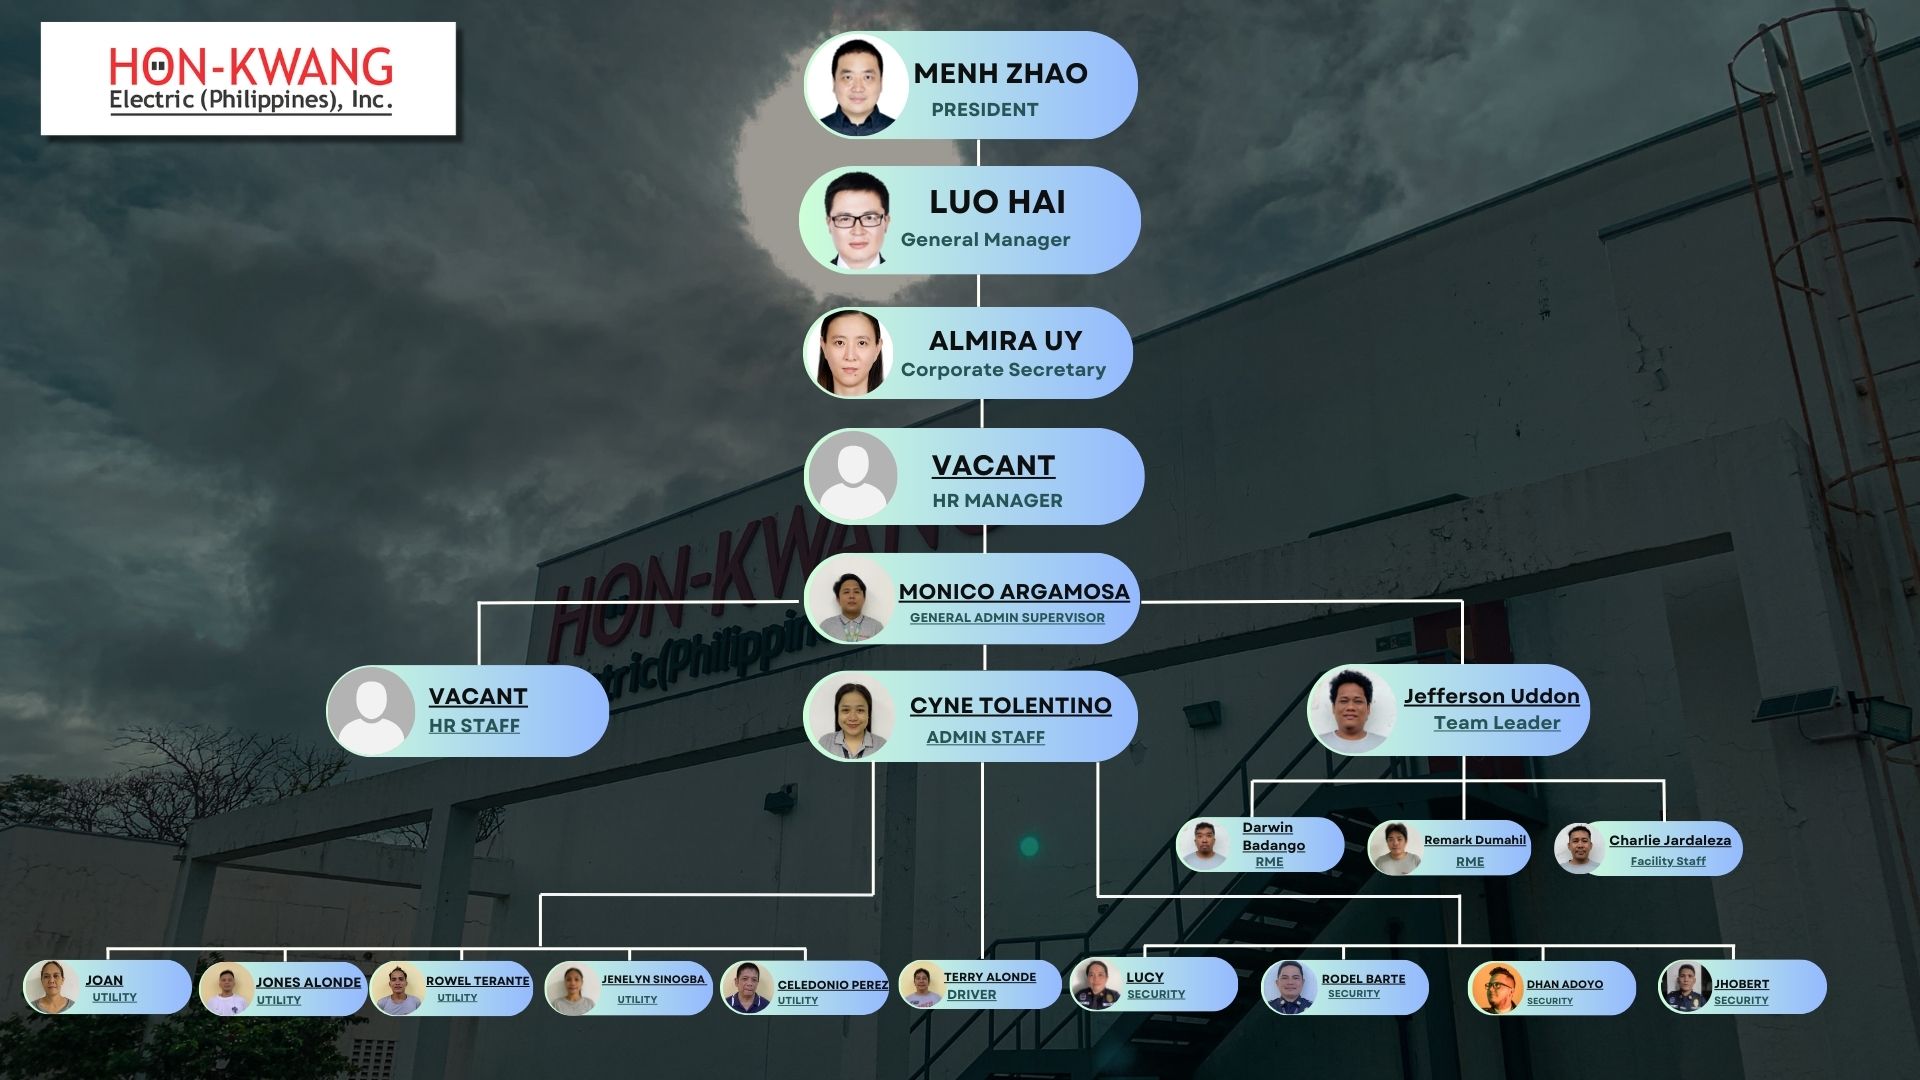 HON-KWANG
Electric (Philippines), Inc.
MENH ZHAO
PRESIDENT
LUO HAI
General Manager
ALMIRA UY
Corporate Secretary
VACANT
HR MANAGER
HON-KWANG
ctric(Philippin
MONICO ARGAMOSA
GENERAL ADMIN SUPERVISOR
VACANT
HR STAFF
CYNE TOLENTINO
ADMIN STAFF
Jefferson Uddon
Team Leader
Darwin
Badango
RME
Remark Dumahil
RME
Charlie Jardaleza
Facility Staff
JOAN
UTILITY
JONES ALONDE
UTILITY
ROWEL TERANTE
UTILITY
JENELYN SINOGBA
UTILITY
CELEDONIO PEREZ
UTILITY
TERRY ALONDE
DRIVER
LUCY
SECURITY
RODEL BARTE
SECURITY
DHAN ADOYO
SECURITY
JHOBERT
SECURITY